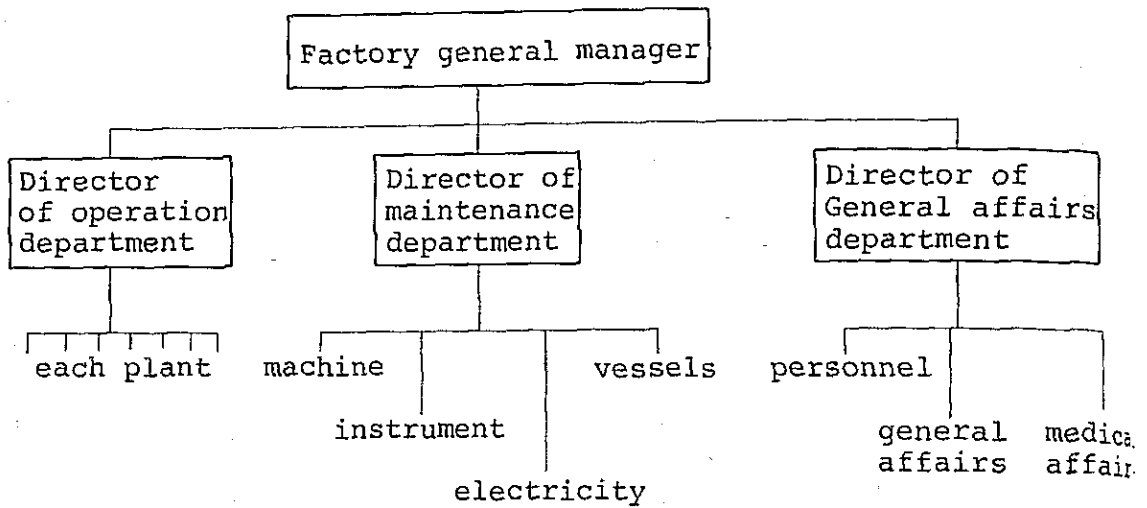 Factory general manager
Director
of operation
department
Director of
maintenance
department
Director of
General affairs
department
each plant
machine
vessels
personnel
instrument
general
affairs
electricity